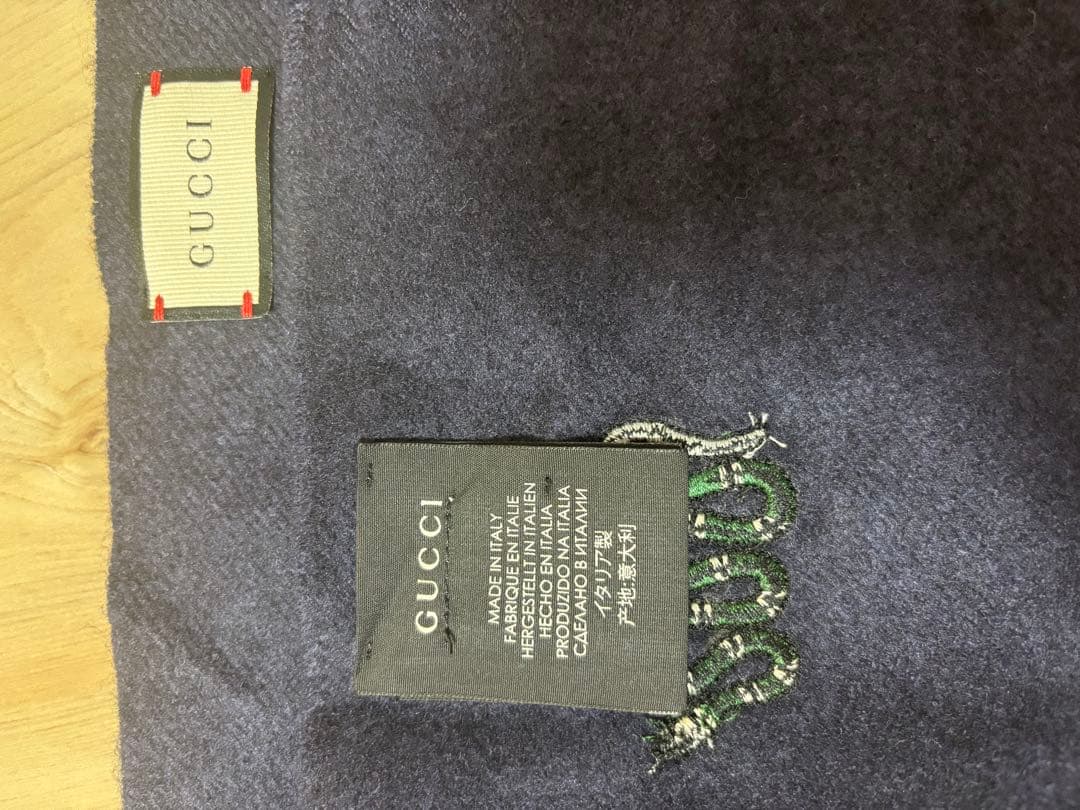 GUCCI
GUCCI
MADE IN ITALY
FABRIQUE EN ITALIE
HERGESTELLT IN ITALIEN
HECHO EN ITALIA
PRODUZIDO NA ITALIA
СДЕЛАНО В ИТАЛИИ
イタリア製
产地:意大利